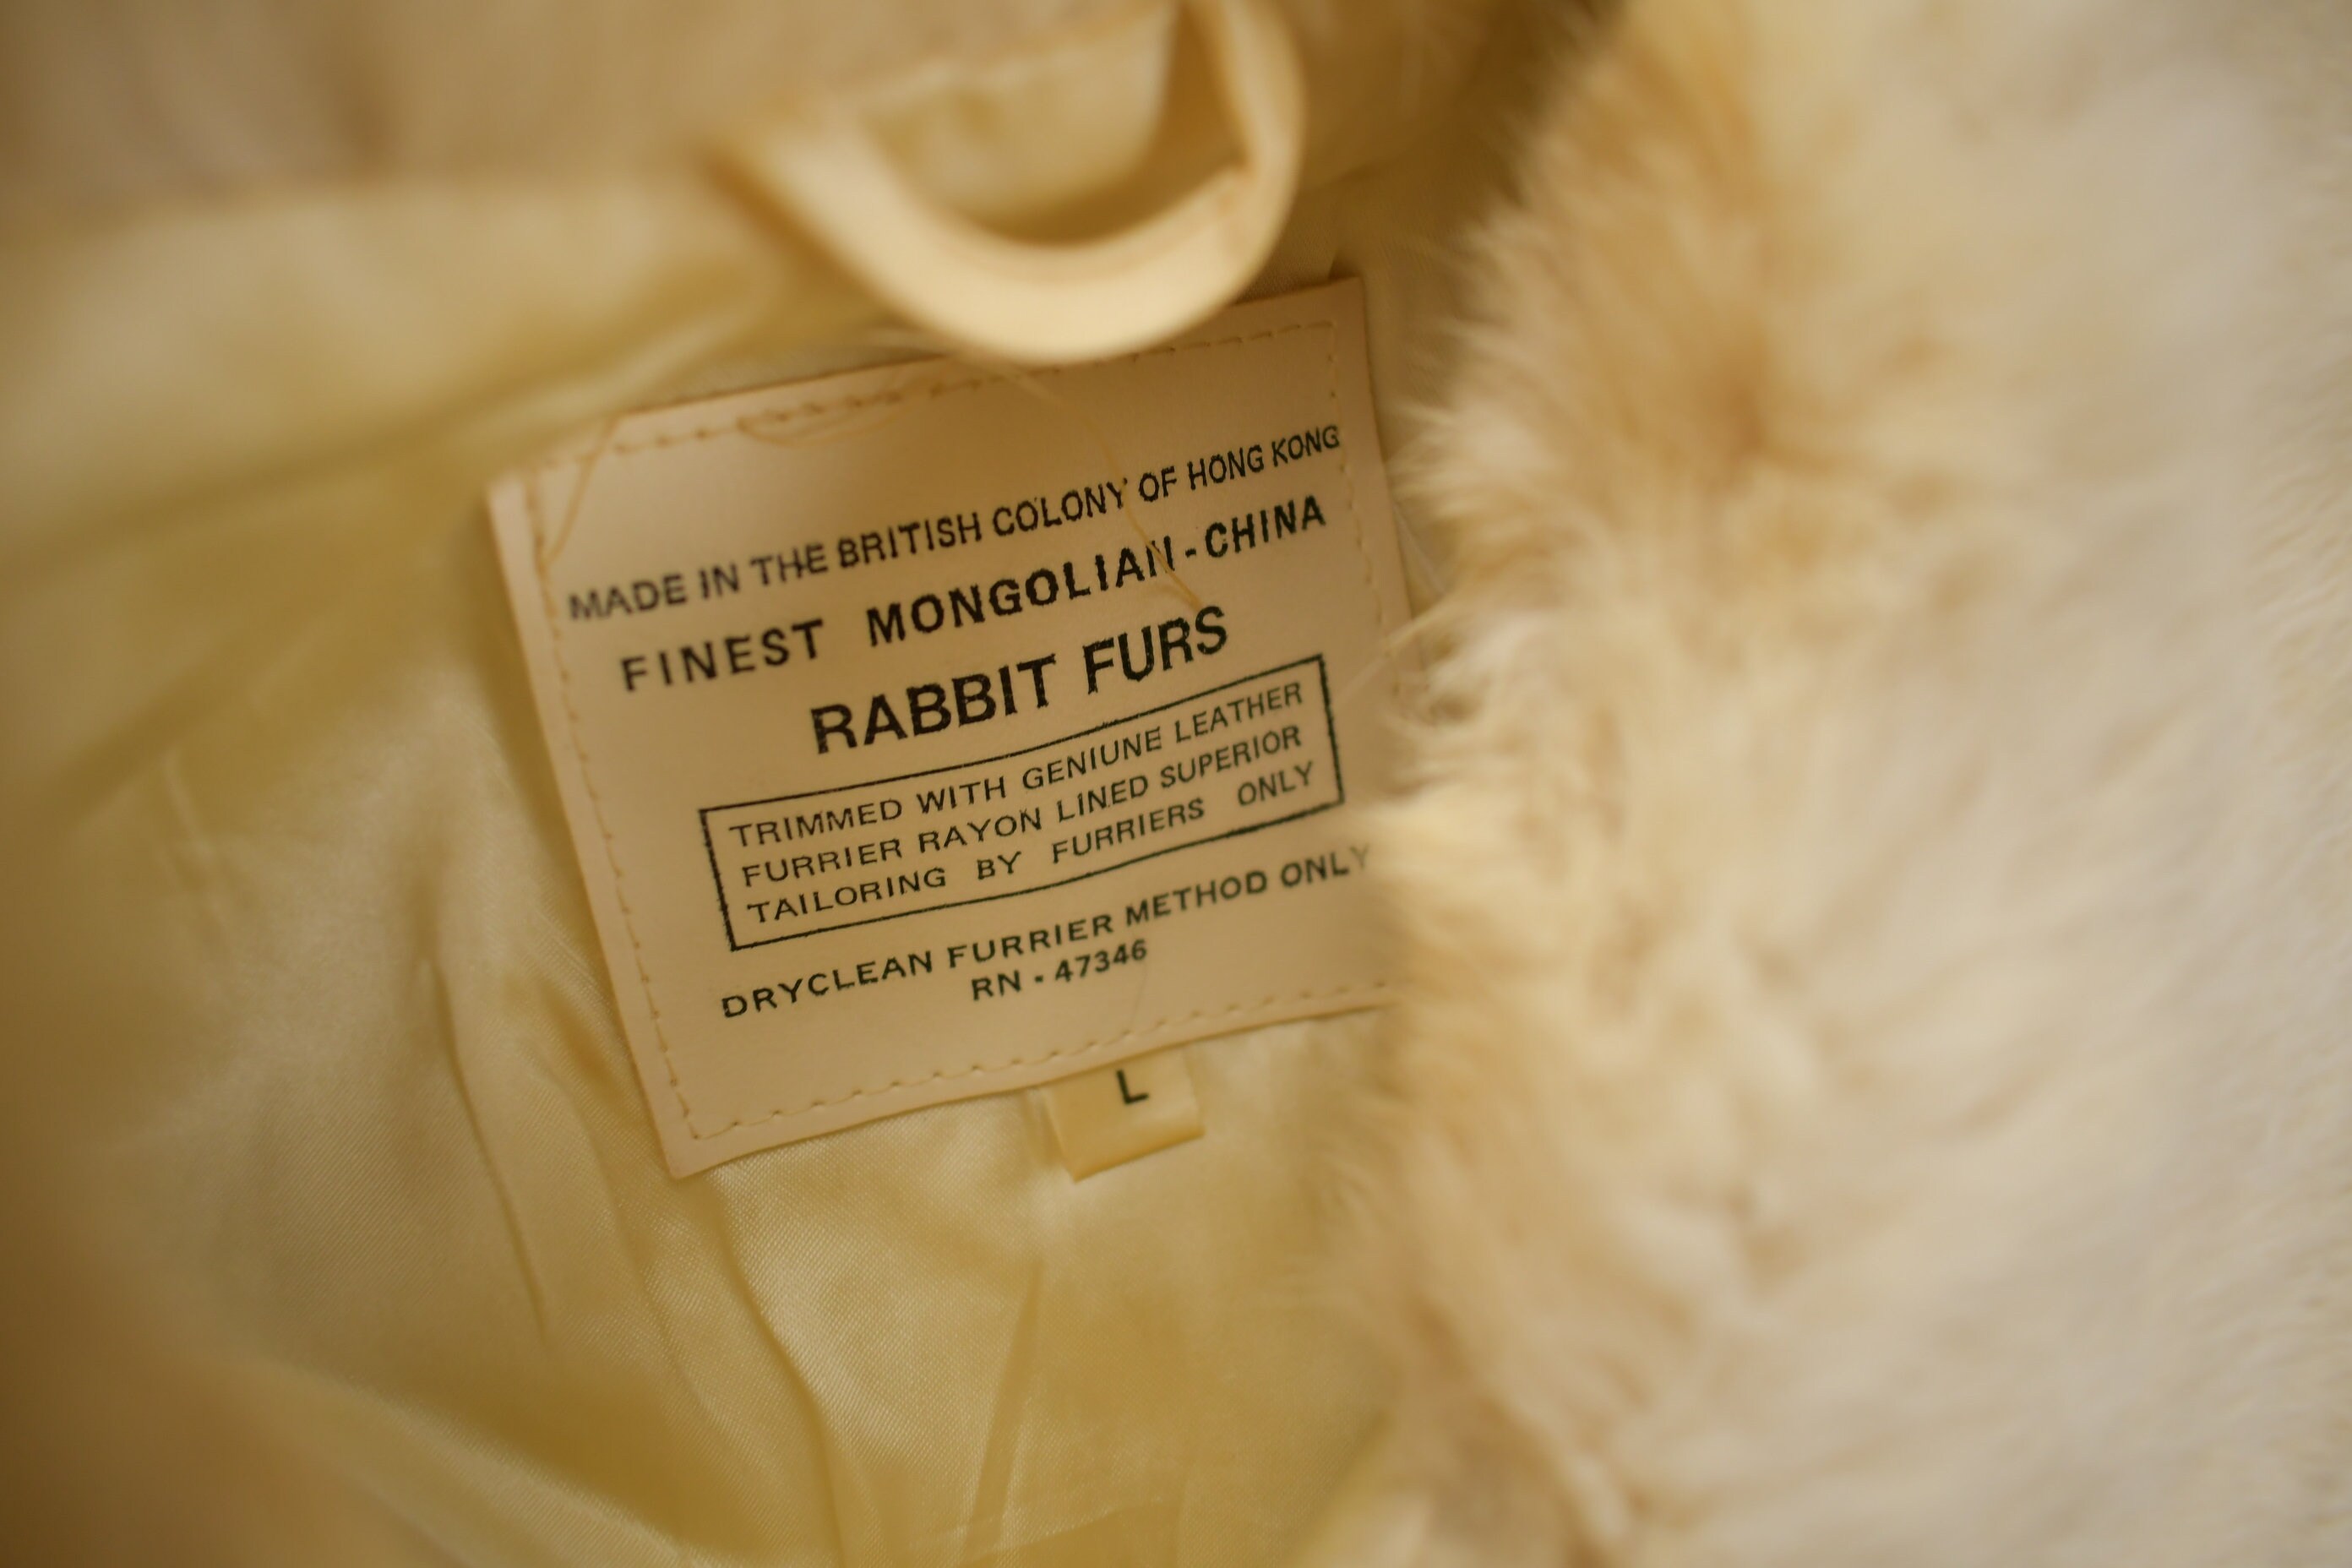 MADE IN THE BRITISH COLONY OF HONG KONG
FINEST MONGOLIAN-CHINA
RABBIT FURS
TRIMMED WITH GENIUNE LEATHER
FURRIER RAYON LINED SUPERIOR
TAILORING BY FURRIERS ONLY
DRYCLEAN FURRIER METHOD ONLY
RN - 47346
L